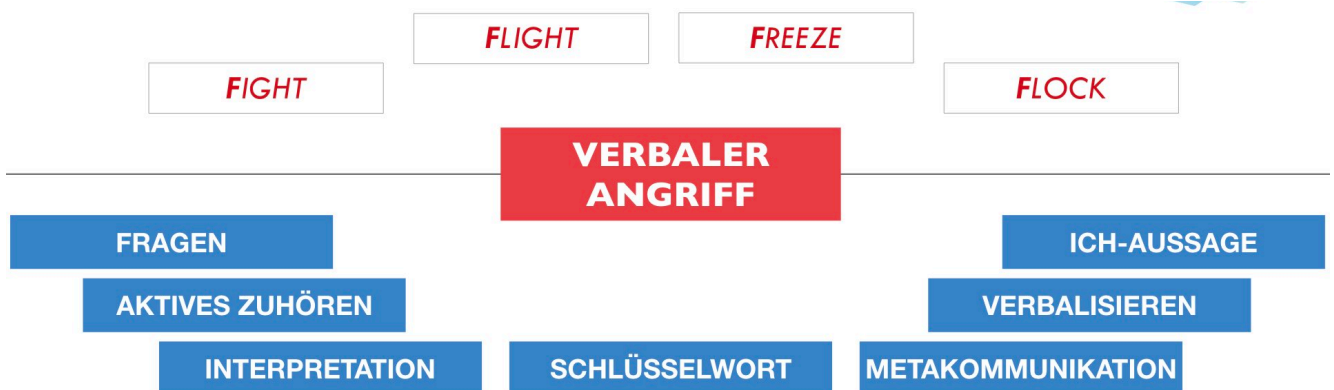 FLIGHT FREEZE
FIGHT FLOCK
VERBALER
ANGRIFF
FRAGEN ICH-AUSSAGE
AKTIVES ZUHÖREN VERBALISIEREN
INTERPRETATION SCHLÜSSELWORT METAKOMMUNIKATION